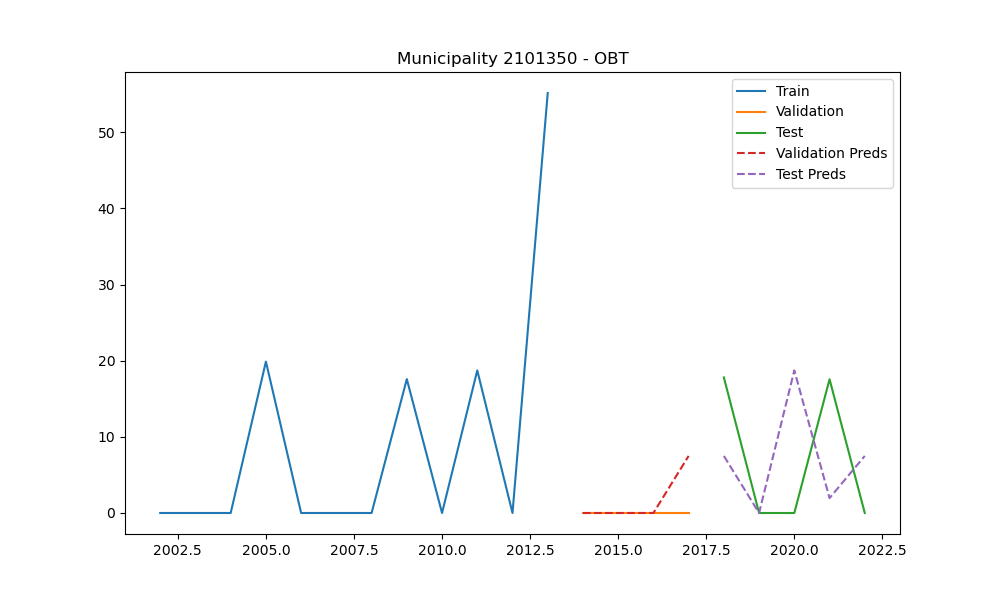 Municipality 2101350 - OBT
Train
Validation
Test
Validation Preds
Test Preds
50
40
30
20
10
0
2002.5 2005.0 2007.5 2010.0 2012.5 2015.0 2017.5 2020.0 2022.5